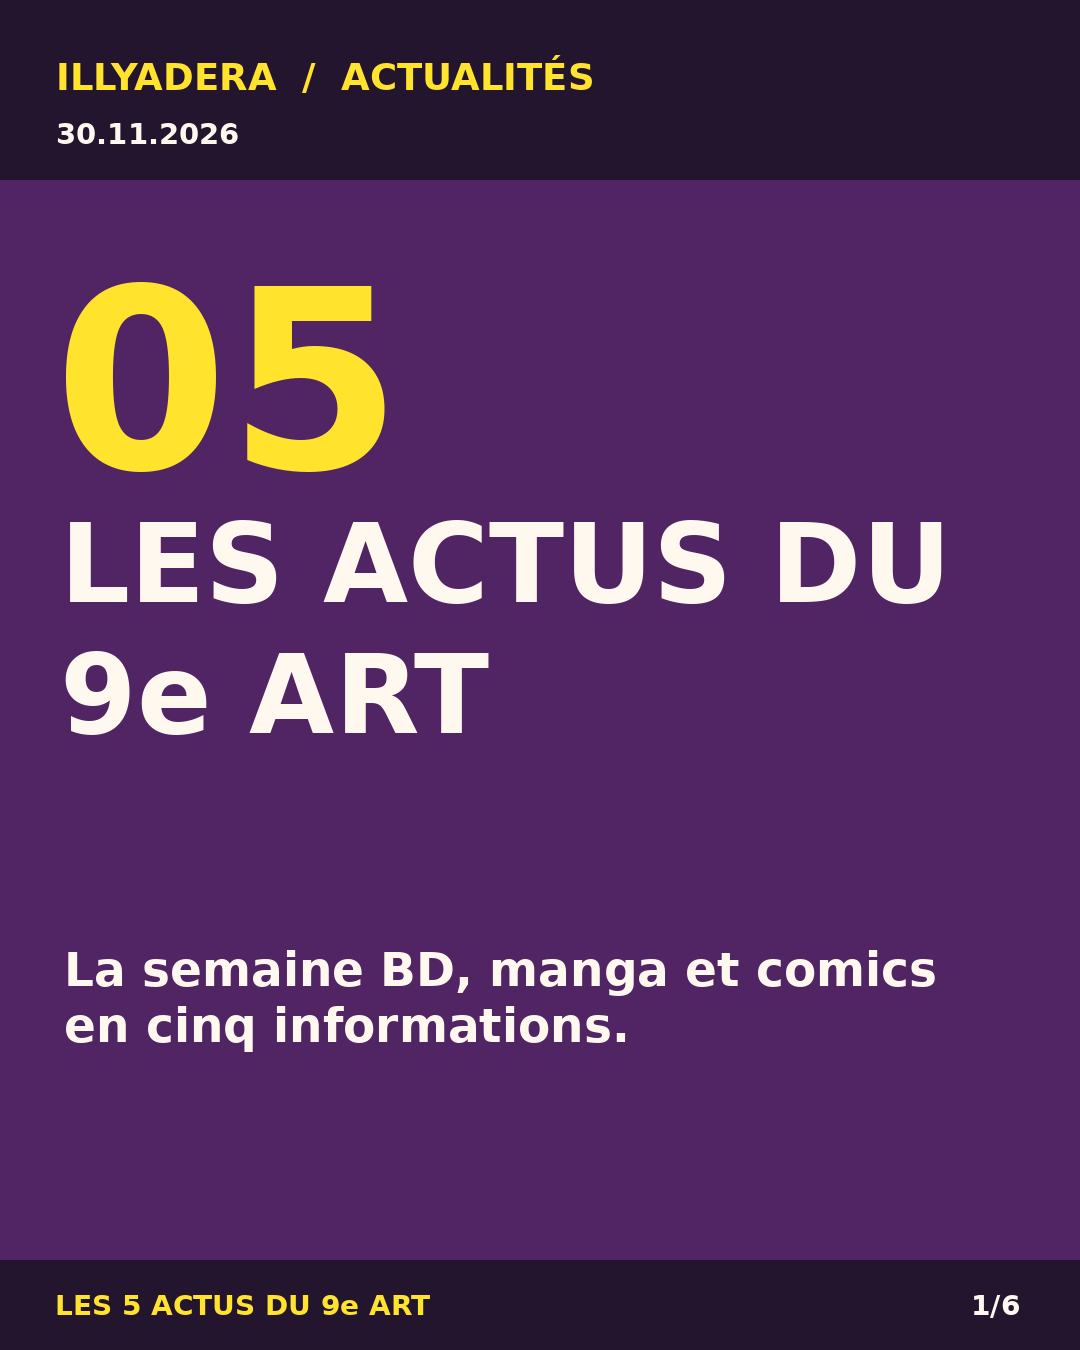 ILLYADERA / ACTUALITÉS
30.11.2026
05
LES ACTUS DU
9e ART
La semaine BD, manga et comics
en cinq informations.
LES 5 ACTUS DU 9e ART
1/6